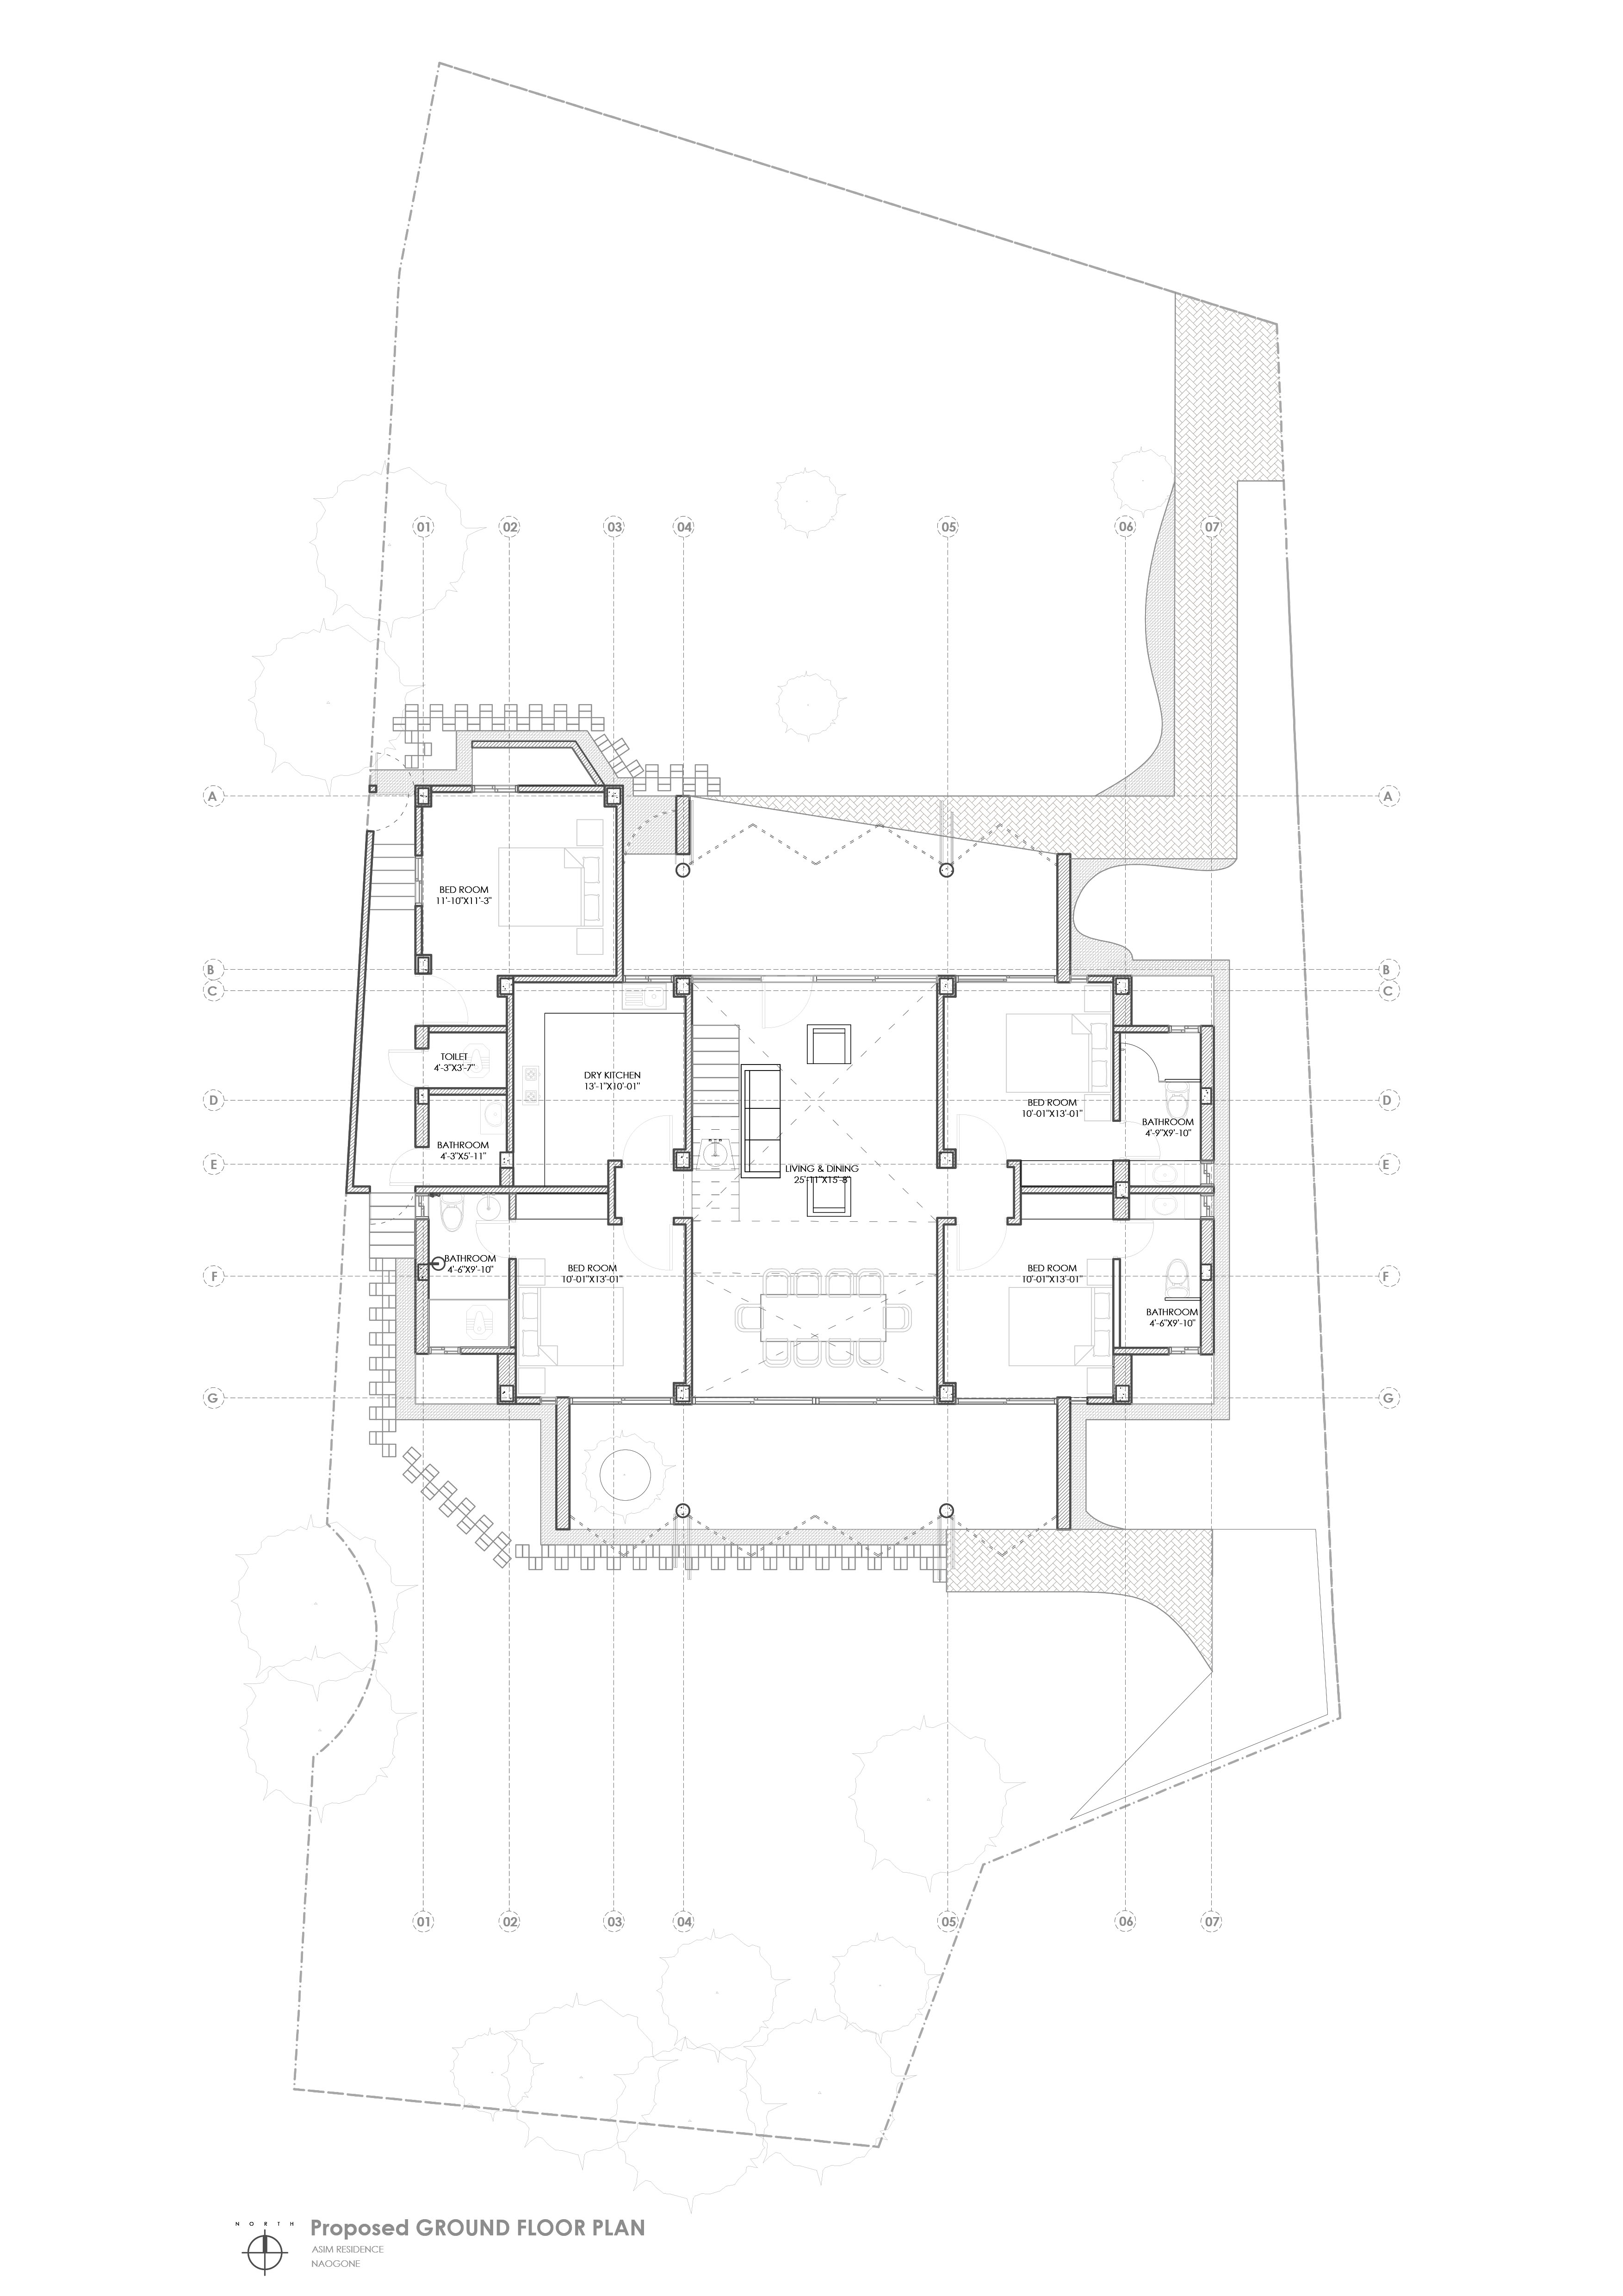 01 02 03 04 05 06 07
A A
BED ROOM
11'-10"X11'-3"
B B
C C
TOILET
4'-3"X3'-7"
DRY KITCHEN
13'-1"X10'-01"
D D
BED ROOM
10'-01"X13'-01"
BATHROOM
4'-9"X9'-10"
BATHROOM
4'-3"X5'-11"
E E
LIVING & DINING
25'-11"X15'-8"
BATHROOM
4'-6"X9'-10"
BED ROOM
10'-01"X13'-01"
BED ROOM
10'-01"X13'-01"
F F
BATHROOM
4'-6"X9'-10"
G G
01 02 03 04 05 06 07
NORTH
Proposed GROUND FLOOR PLAN
ASIM RESIDENCE
NAOGONE